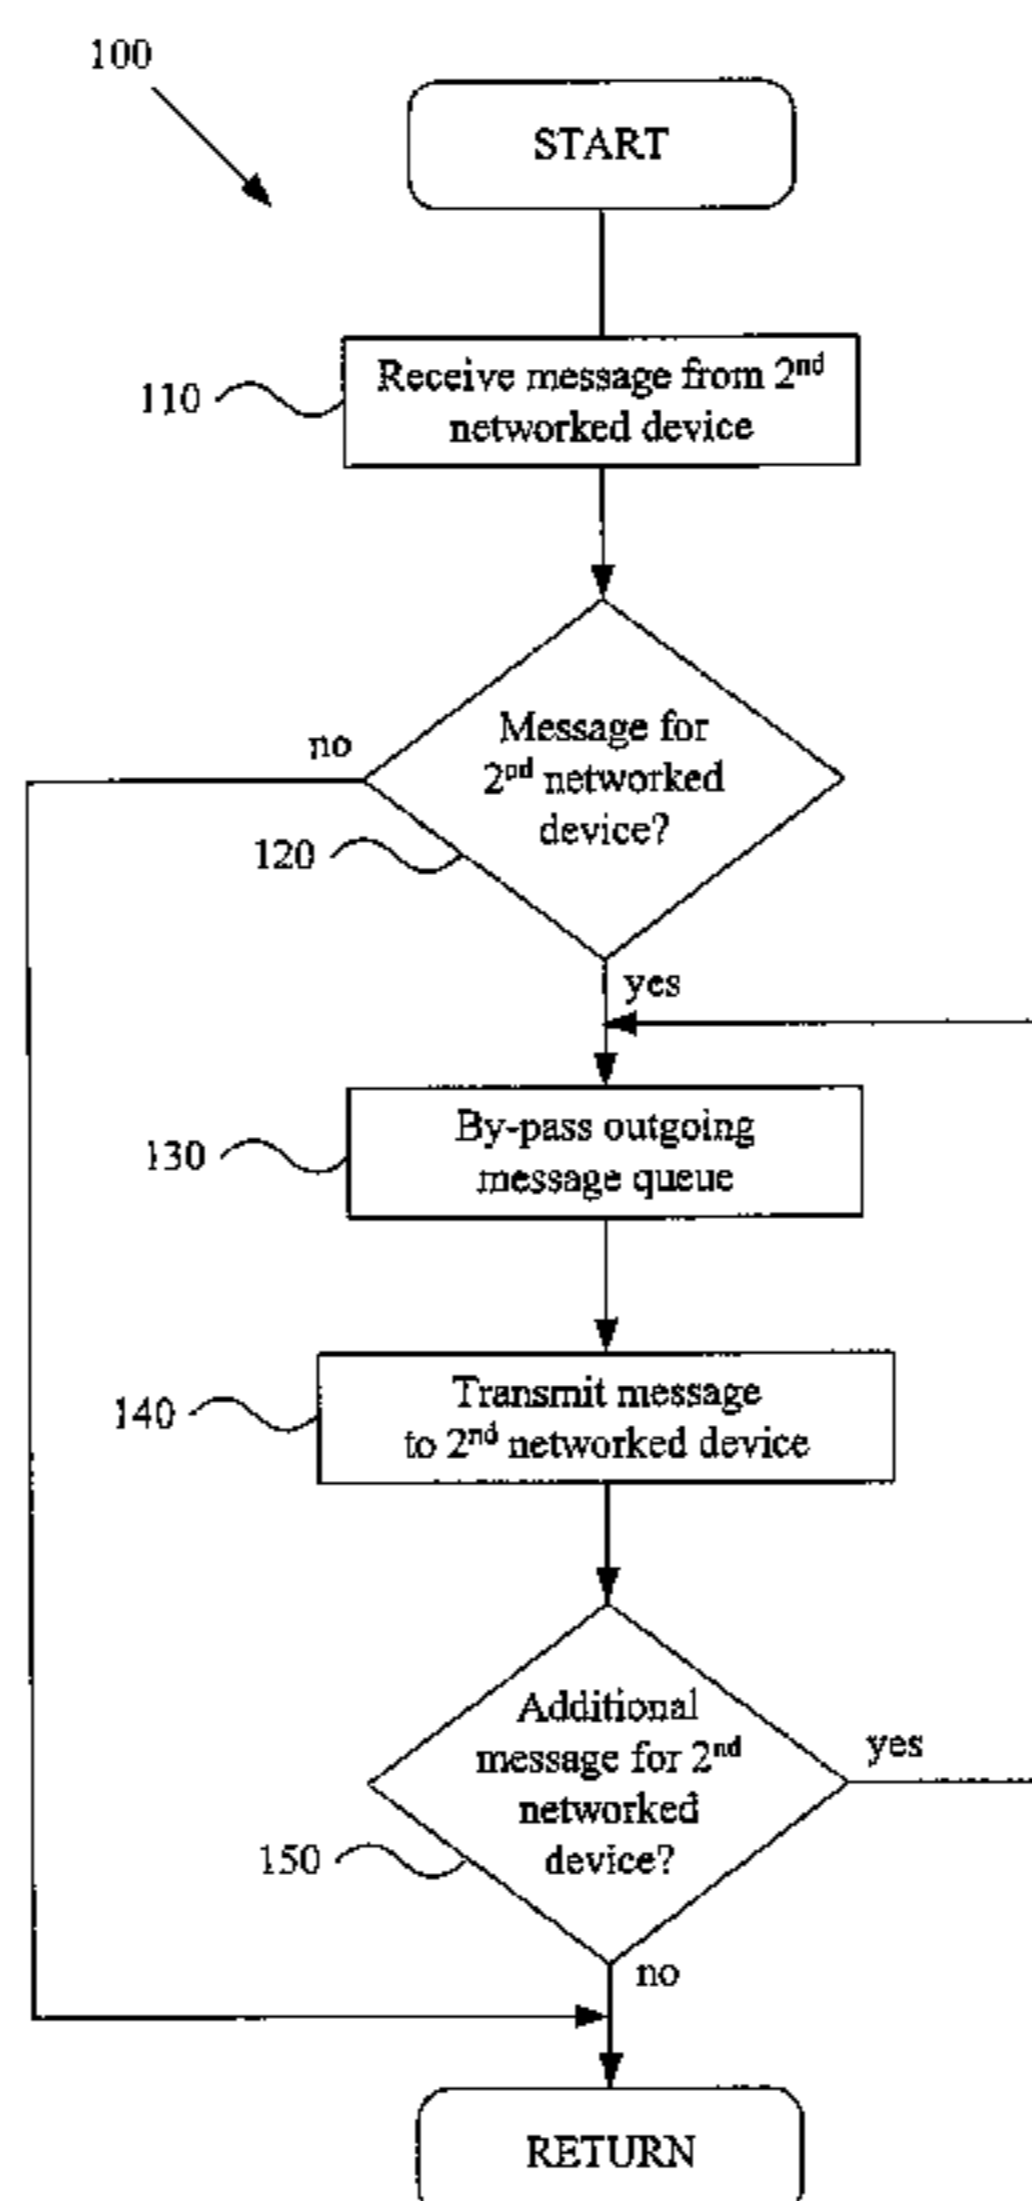 100
START
110
Receive message from 2nd
networked device
no
Message for
2nd networked
device?
120
yes
130
By-pass outgoing
message queue
140
Transmit message
to 2nd networked device
Additional
message for 2nd
networked
device?
yes
150
no
RETURN